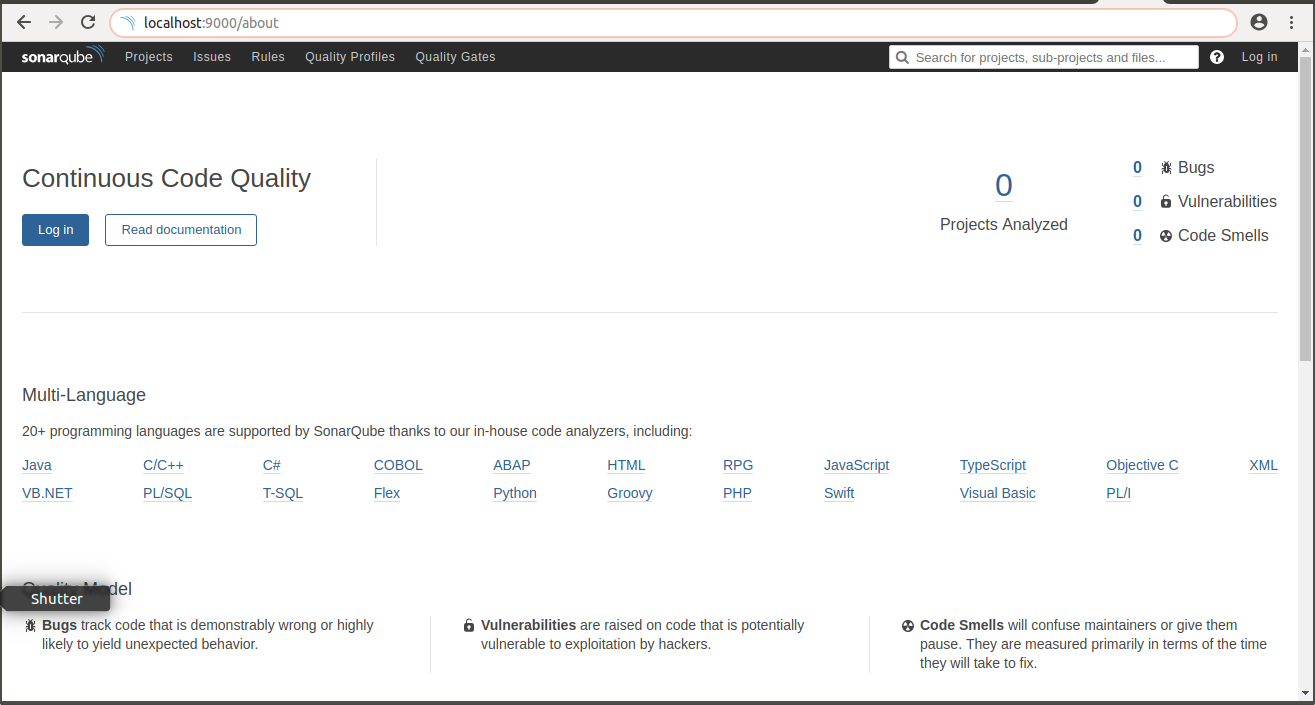 localhost:9000/about
sonarqube Projects Issues Rules Quality Profiles Quality Gates Search for projects, sub-projects and files... ? Log in
Continuous Code Quality
Log in Read documentation
0
Projects Analyzed
0 Bugs
0 Vulnerabilities
0 Code Smells
Multi-Language
20+ programming languages are supported by SonarQube thanks to our in-house code analyzers, including:
Java C/C++ C# COBOL ABAP HTML RPG JavaScript TypeScript Objective C XML
VB.NET PL/SQL T-SQL Flex Python Groovy PHP Swift Visual Basic PL/I
Quality Model
Shutter
Bugs track code that is demonstrably wrong or highly
likely to yield unexpected behavior.
Vulnerabilities are raised on code that is potentially
vulnerable to exploitation by hackers.
Code Smells will confuse maintainers or give them
pause. They are measured primarily in terms of the time
they will take to fix.